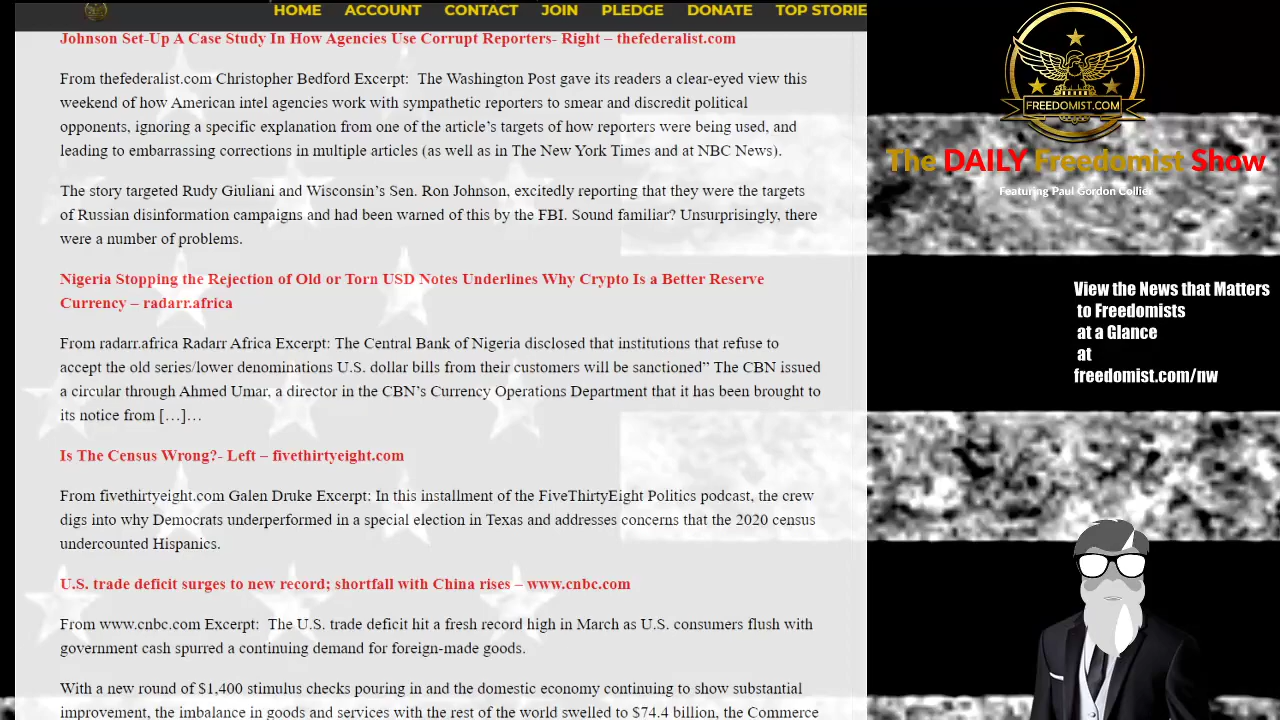 HOME ACCOUNT CONTACT JOIN PLEDGE DONATE TOP STORIE
Johnson Set-Up A Case Study In How Agencies Use Corrupt Reporters- Right – thefederalist.com
From thefederalist.com Christopher Bedford Excerpt:  The Washington Post gave its readers a clear-eyed view this
weekend of how American intel agencies work with sympathetic reporters to smear and discredit political
opponents, ignoring a specific explanation from one of the article’s targets of how reporters were being used, and
leading to embarrassing corrections in multiple articles (as well as in The New York Times and at NBC News).
The story targeted Rudy Giuliani and Wisconsin’s Sen. Ron Johnson, excitedly reporting that they were the targets
of Russian disinformation campaigns and had been warned of this by the FBI. Sound familiar? Unsurprisingly, there
were a number of problems.
Nigeria Stopping the Rejection of Old or Torn USD Notes Underlines Why Crypto Is a Better Reserve
Currency – radarr.africa
From radarr.africa Radarr Africa Excerpt: The Central Bank of Nigeria disclosed that institutions that refuse to
accept the old series/lower denominations U.S. dollar bills from their customers will be sanctioned” The CBN issued
a circular through Ahmed Umar, a director in the CBN’s Currency Operations Department that it has been brought to
its notice from […]…
Is The Census Wrong?- Left – fivethirtyeight.com
From fivethirtyeight.com Galen Druke Excerpt: In this installment of the FiveThirtyEight Politics podcast, the crew
digs into why Democrats underperformed in a special election in Texas and addresses concerns that the 2020 census
undercounted Hispanics.
U.S. trade deficit surges to new record; shortfall with China rises – www.cnbc.com
From www.cnbc.com Excerpt:  The U.S. trade deficit hit a fresh record high in March as U.S. consumers flush with
government cash spurred a continuing demand for foreign-made goods.
With a new round of $1,400 stimulus checks pouring in and the domestic economy continuing to show substantial
improvement, the imbalance in goods and services with the rest of the world swelled to $74.4 billion, the Commerce
FREEDOMIST.COM
The DAILY Freedomist Show
Featuring Paul Gordon Collier
View the News that Matters
to Freedomists
at a Glance
at
freedomist.com/nw